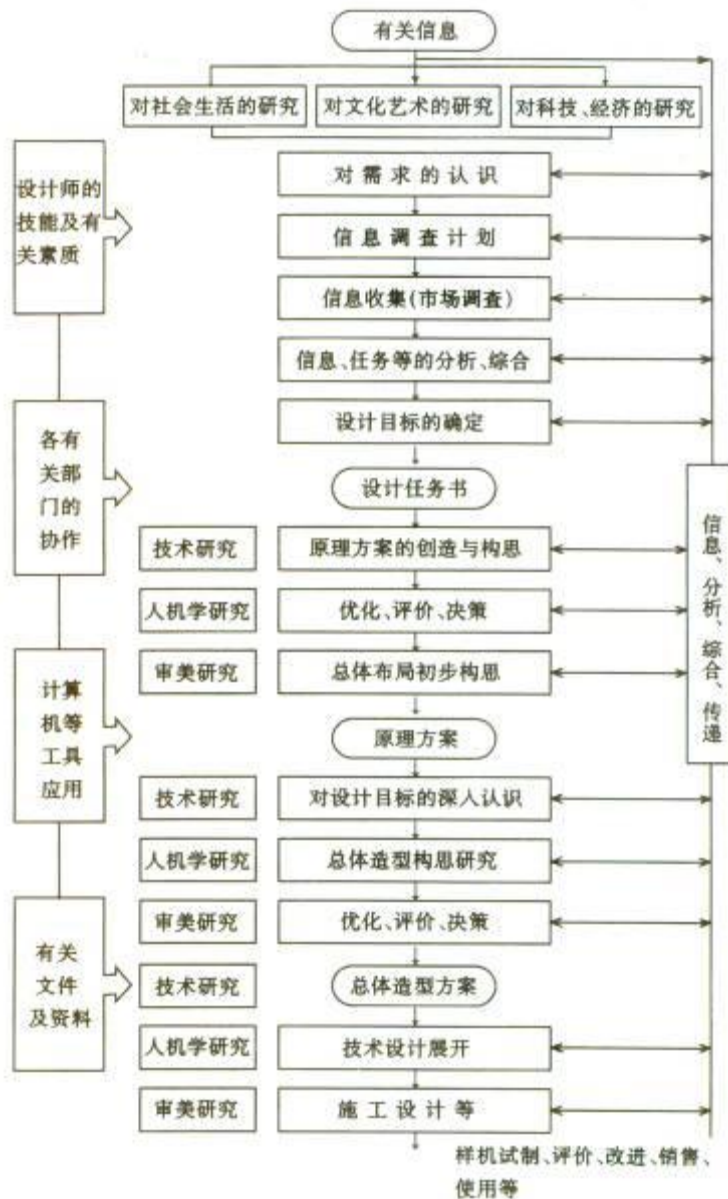 有关信息
对社会生活的研究
对文化艺术的研究
对科技、经济的研究
设计师的
技能及有
关素质
对需求的认识
信息调查计划
信息收集(市场调查)
信息、任务等的分析、综合
设计目标的确定
各有
关部
门的
协作
设计任务书
技术研究
原理方案的创造与构思
人机学研究
优化、评价、决策
审美研究
总体布局初步构思
信息、分析、综合、传递
计算
机等
工具
应用
原理方案
技术研究
对设计目标的深人认识
人机学研究
总体造型构思研究
审美研究
优化、评价、决策
有关
文件
及资料
技术研究
总体造型方案
人机学研究
技术设计展开
审美研究
施工设计等
样机试制、评价、改进、销售、
使用等